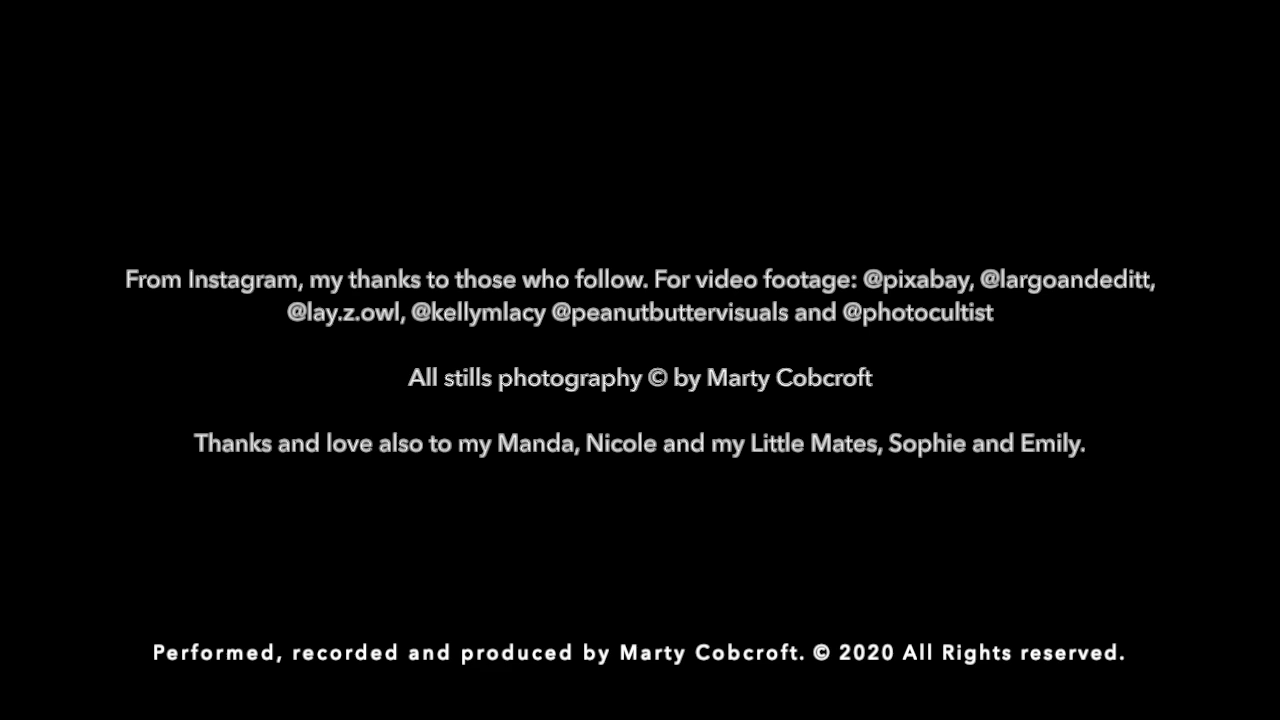 From Instagram, my thanks to those who follow. For video footage: @pixabay, @largoandeditt,
@lay.z.owl, @kellymlacy @peanutbuttervisuals and @photocultist
All stills photography © by Marty Cobcroft
Thanks and love also to my Manda, Nicole and my Little Mates, Sophie and Emily.
Performed, recorded and produced by Marty Cobcroft. © 2020 All Rights reserved.